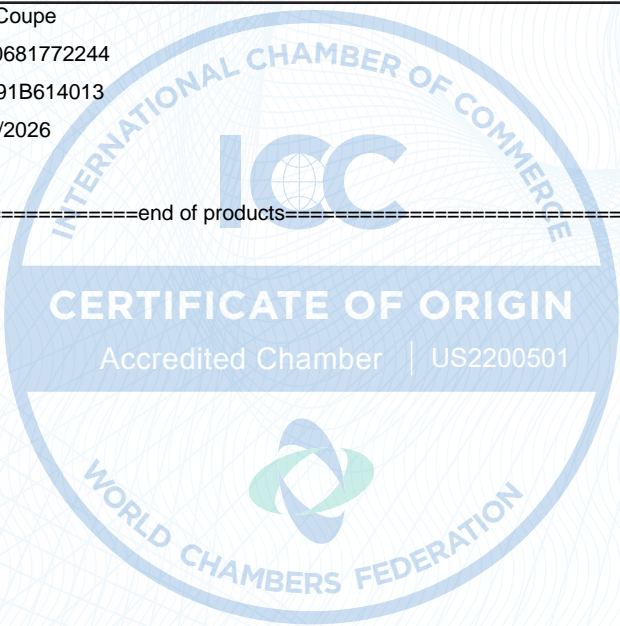 Coupe
0681772244
91B614013
/2026
============end of products===========================
INTERNATIONAL CHAMBER OF COMMERCE
ICC
CERTIFICATE OF ORIGIN
Accredited Chamber | US2200501
WORLD CHAMBERS FEDERATION